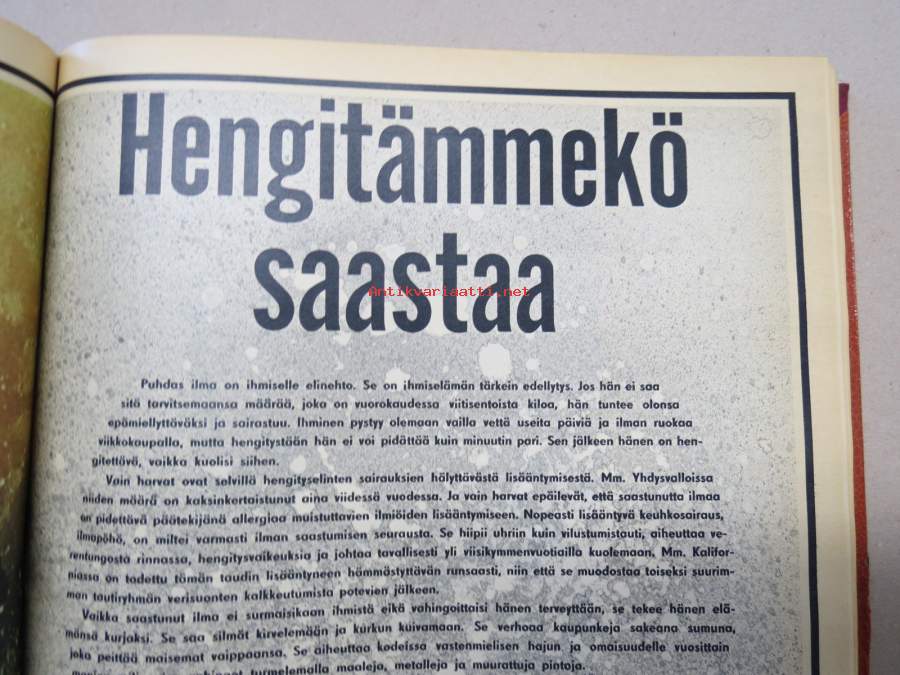 Hengitämmekö
saastaa
Antikvariaatti.net
Puhdas ilma on ihmiselle elinehto. Se on ihmiselämän tärkein edellytys. Jos hän ei saa
sitä tarvitsemaansa määrää, joka on vuorokaudessa viitisentoista kiloa, hän tuntee olonsa
epämiellyttäväksi ja sairastuu. Ihminen pystyy olemaan vailla vettä useita päiviä ja ilman ruokaa
viikkokaupalla, mutta hengitystään hän ei voi pidättää kuin minuutin pari. Sen jälkeen hänen on hen-
gitettävä, vaikka kuolisi siihen.
Vain harvat ovat selvillä hengityselinten sairauksien hälyttävästä lisääntymisestä. Mm. Yhdysvalloissa
niiden määrä on kaksinkertaistunut aina viidessä vuodessa. Ja vain harvat epäilevät, että saastunutta ilmaa
on pidettävä päätekijänä allergiaa muistuttavien ilmiöiden lisääntymiseen. Nopeasti lisääntyvä keuhkosairaus,
ilmapöhö, on miltei varmasti ilman saastumisen seurausta. Se hiipii uhriin kuin vilustumistauti, aiheuttaa ve-
rentungosta rinnassa, hengitysvaikeuksia ja johtaa tavallisesti yli viisikymmenvuotiailla kuolemaan. Mm. Kalifor-
niassa on todettu tämän taudin lisääntyneen hämmästyttävän runsaasti, niin että se muodostaa toiseksi suurim-
man tautiryhmän verisuonten kalkkeutumista potevien jälkeen.
Vaikka saastunut ilma ei surmaisikaan ihmistä eikä vahingoittaisi hänen terveyttään, se tekee hänen elä-
mänsä kurjaksi. Se saa silmät kirvelemään ja kurkun kuivamaan. Se verhoaa kaupunkeja sakeana sumuna,
joka peittää maisemat vaippaansa. Se aiheuttaa kodeissa vastenmielisen hajun ja omaisuudelle vuosittain
turmelemalla maaleja, metalleja ja muurattuja pintoja.